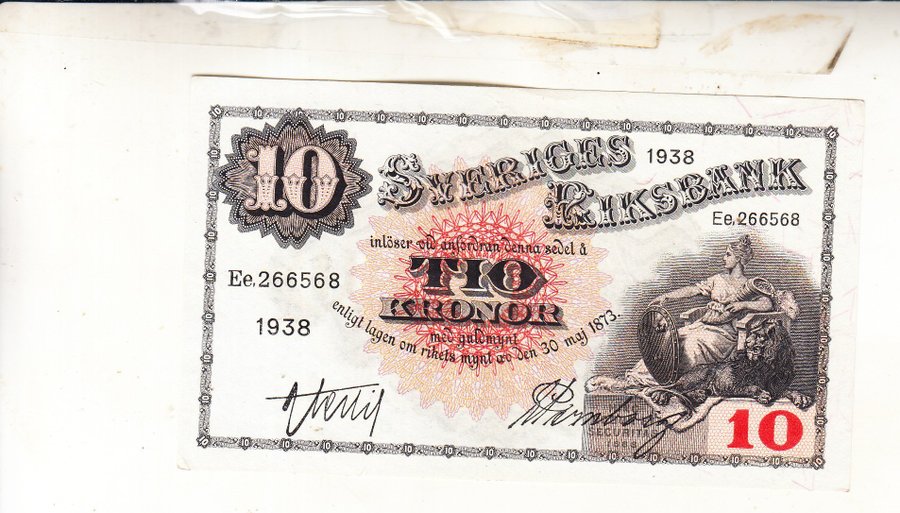 10
SVERIGES
1938
RIKSBANK
Ee, 266568
inlöser vid anfordran denna sedel å
Ee, 266568
TIO
KRONOR
1938
med guldmynt
enligt lagen om rikets mynt av den 30 maj 1873.
10